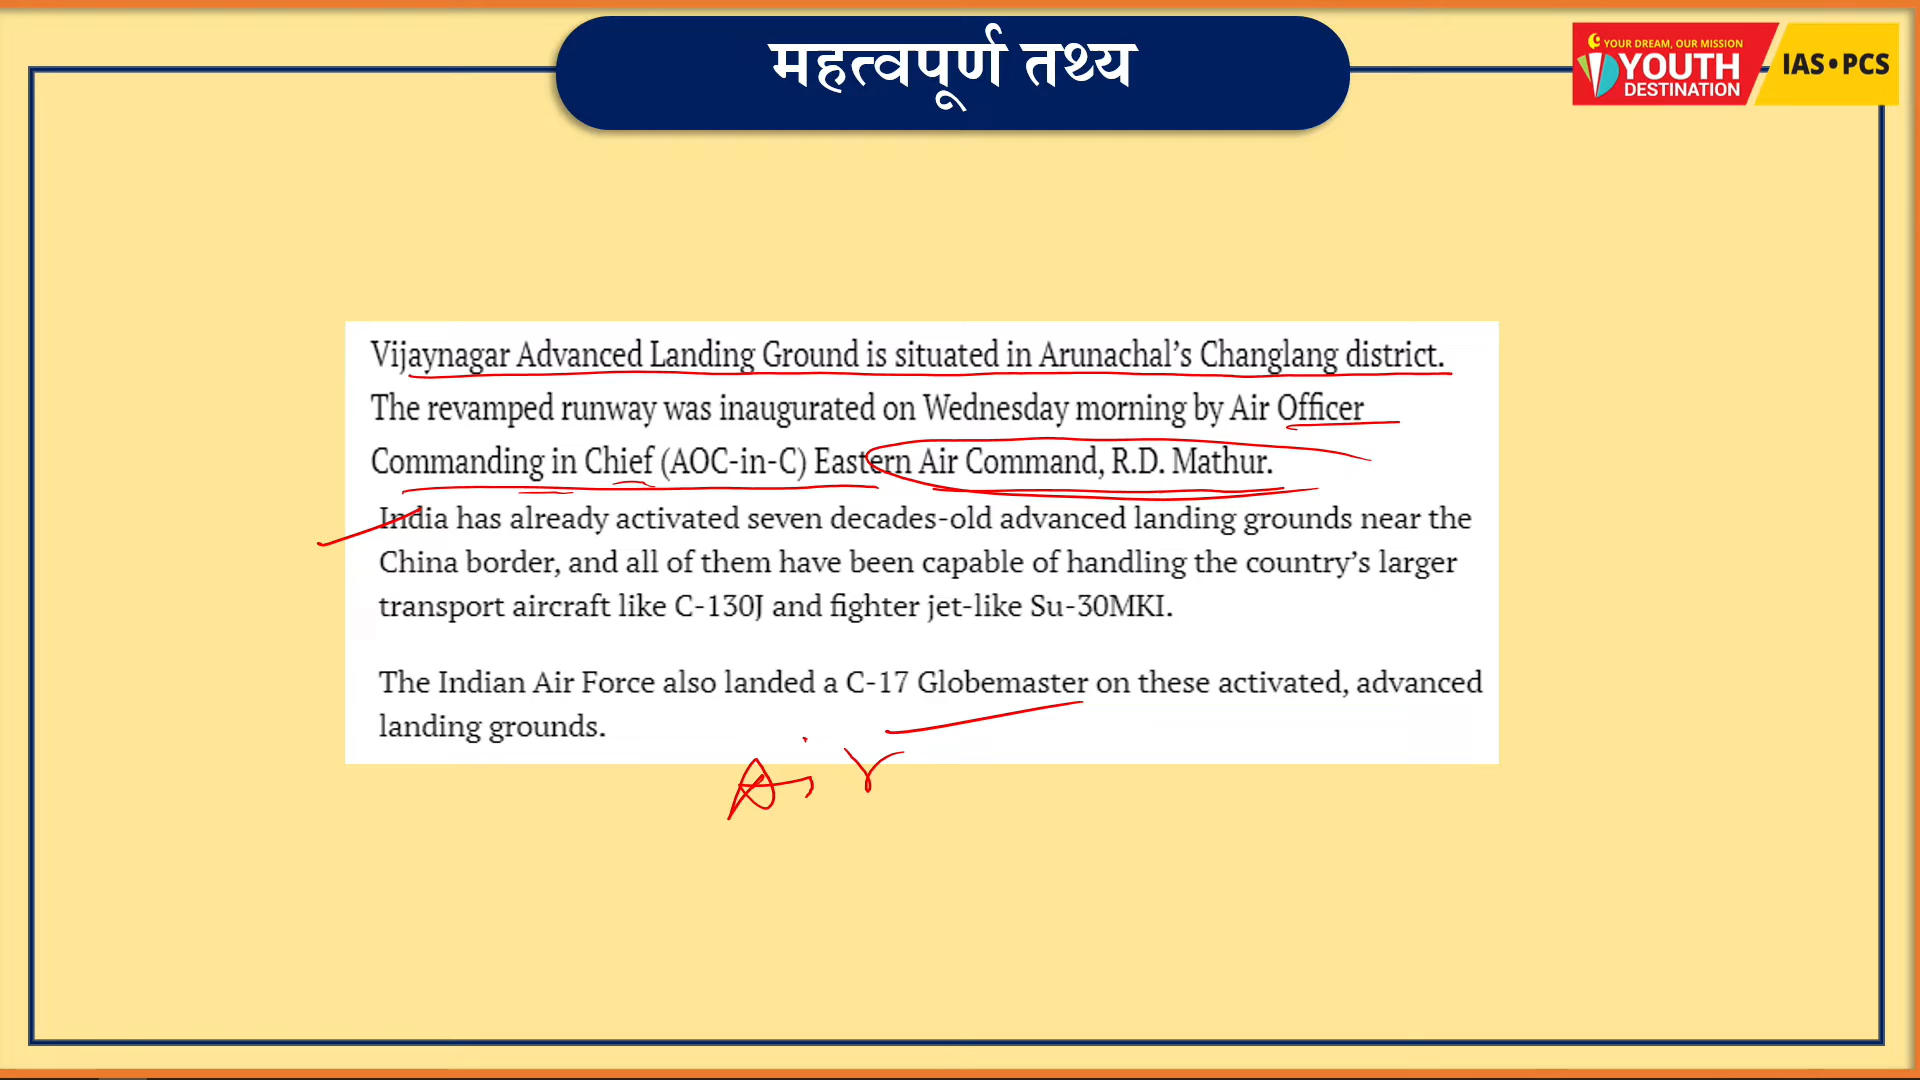 महत्वपूर्ण तथ्य
YOUR DREAM, OUR MISSION
YOUTH
DESTINATION
IAS•PCS
Vijaynagar Advanced Landing Ground is situated in Arunachal’s Changlang district.
The revamped runway was inaugurated on Wednesday morning by Air Officer
Commanding in Chief (AOC-in-C) Eastern Air Command, R.D. Mathur.
India has already activated seven decades-old advanced landing grounds near the
China border, and all of them have been capable of handling the country’s larger
transport aircraft like C-130J and fighter jet-like Su-30MKI.
The Indian Air Force also landed a C-17 Globemaster on these activated, advanced
landing grounds.
Air